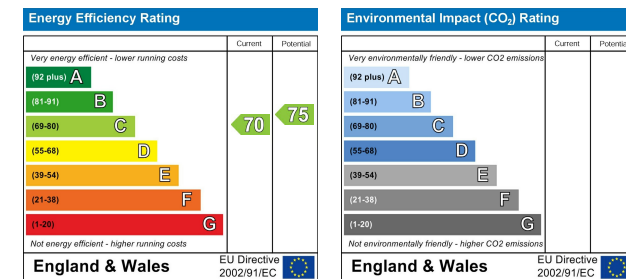 Energy Efficiency Rating
Current Potential
Very energy efficient - lower running costs
(92 plus) A
(81-91) B
(69-80) C
(55-68) D
(39-54) E
(21-38) F
(1-20) G
70
75
Not energy efficient - higher running costs
England & Wales
EU Directive
2002/91/EC
Environmental Impact (CO₂) Rating
Current Potential
Very environmentally friendly - lower CO2 emissions
(92 plus) A
(81-91) B
(69-80) C
(55-68) D
(39-54) E
(21-38) F
(1-20) G
Not environmentally friendly - higher CO2 emissions
England & Wales
EU Directive
2002/91/EC